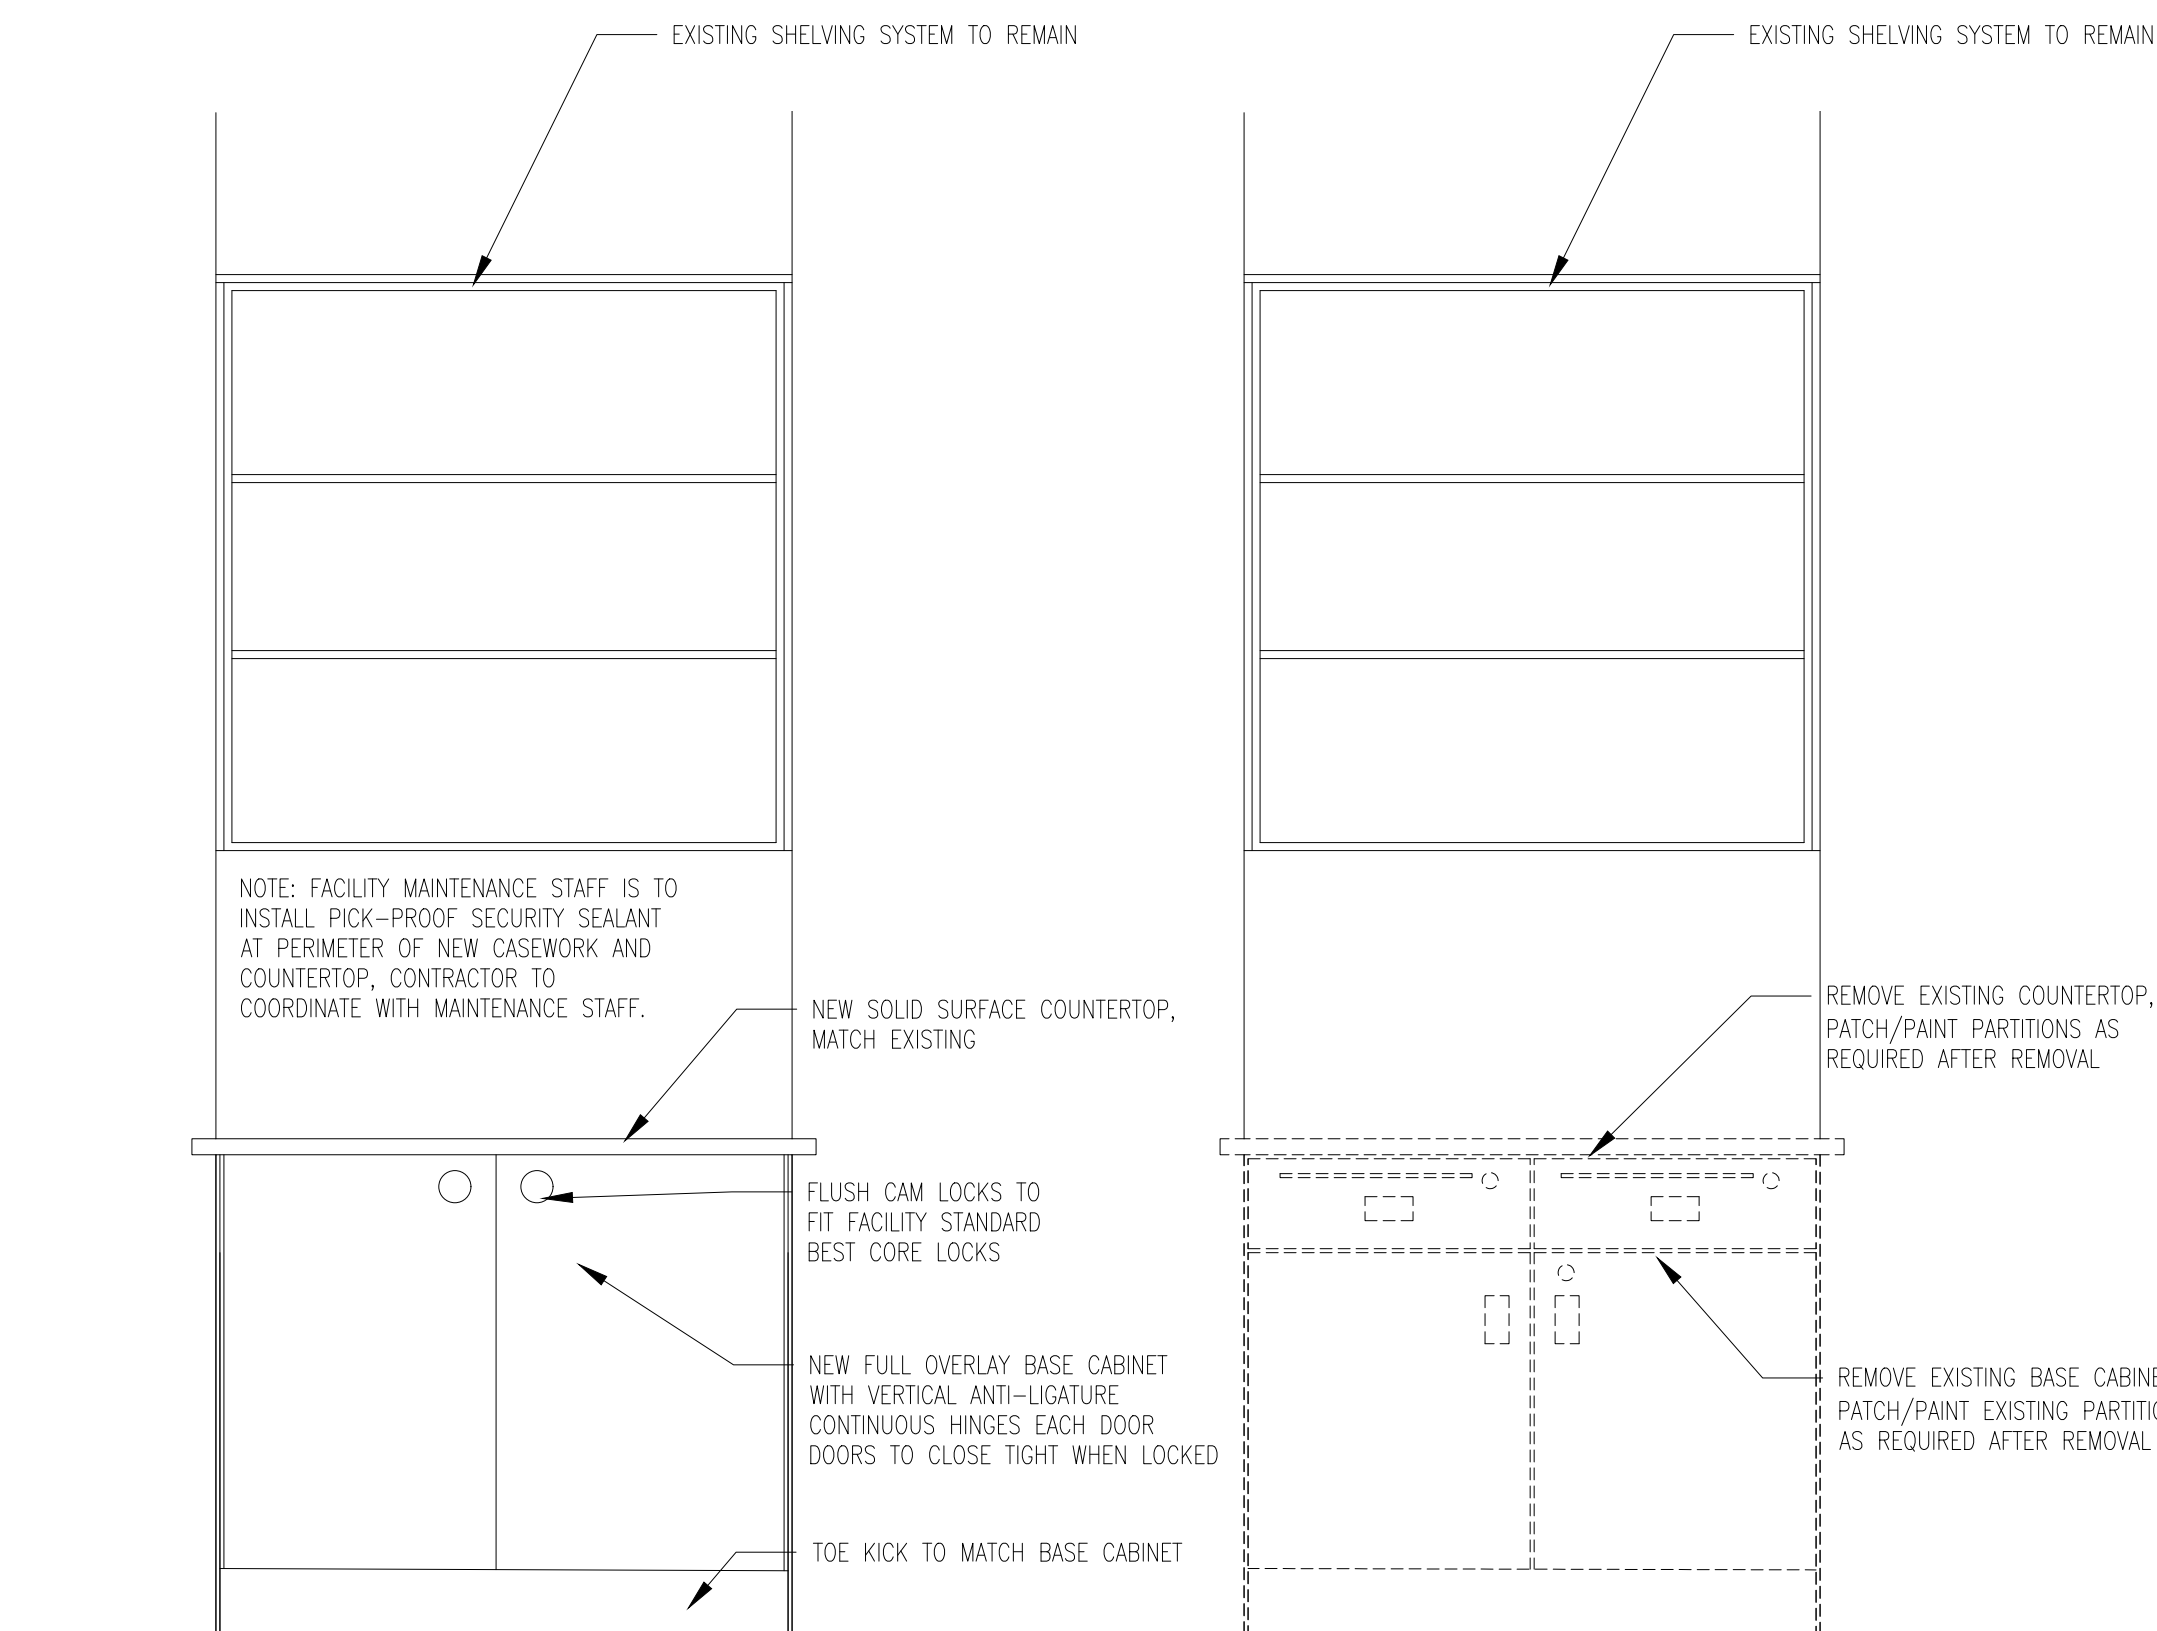 EXISTING SHELVING SYSTEM TO REMAIN
EXISTING SHELVING SYSTEM TO REMAIN
NOTE: FACILITY MAINTENANCE STAFF IS TO
INSTALL PICK-PROOF SECURITY SEALANT
AT PERIMETER OF NEW CASEWORK AND
COUNTERTOP, CONTRACTOR TO
COORDINATE WITH MAINTENANCE STAFF.
NEW SOLID SURFACE COUNTERTOP,
MATCH EXISTING
FLUSH CAM LOCKS TO
FIT FACILITY STANDARD
BEST CORE LOCKS
NEW FULL OVERLAY BASE CABINET
WITH VERTICAL ANTI-LIGATURE
CONTINUOUS HINGES EACH DOOR
DOORS TO CLOSE TIGHT WHEN LOCKED
TOE KICK TO MATCH BASE CABINET
REMOVE EXISTING COUNTERTOP,
PATCH/PAINT PARTITIONS AS
REQUIRED AFTER REMOVAL
REMOVE EXISTING BASE
PATCH/PAINT EXISTING
AS REQUIRED AFTER REMOVAL